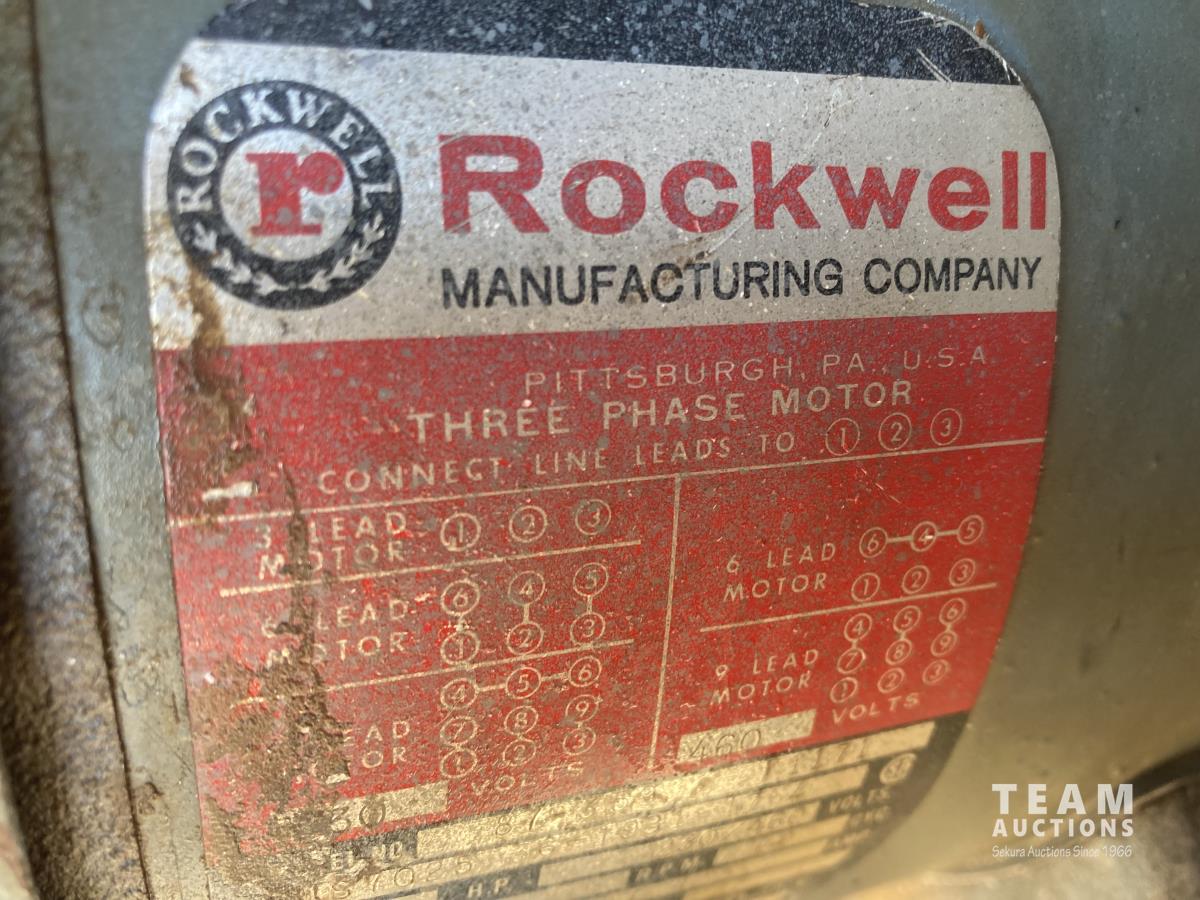 ROCKWELL
r
Rockwell
MANUFACTURING COMPANY
PITTSBURGH, PA., U.S.A.
THREE PHASE MOTOR
CONNECT LINE LEADS TO ① ② ③
3 LEAD MOTOR ① ② ③
6 LEAD ⑥ ④ ⑤
MOTOR ① ② ③
④ ⑤ ⑥
LEAD ⑦ ⑧ ⑨
① ② ③
VOLTS
6 LEAD ⑥ ④ ⑤
MOTOR ① ② ③
④ ⑤ ⑥
9 LEAD ⑦ ⑧ ⑨
MOTOR ① ② ③
460 VOLTS
VOLTS
H.P.
R.P.M.
TEAM
AUCTIONS
Sekura Auctions Since 1966